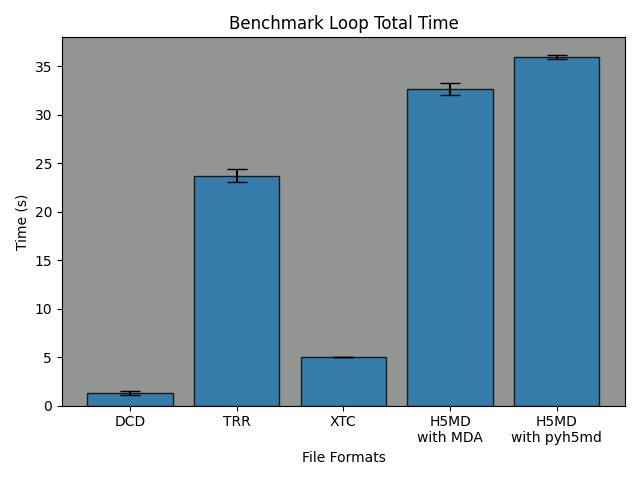 Benchmark Loop Total Time
Time (s)
35
30
25
20
15
10
5
0
DCD
TRR
XTC
H5MD
with MDA
H5MD
with pyh5md
File Formats